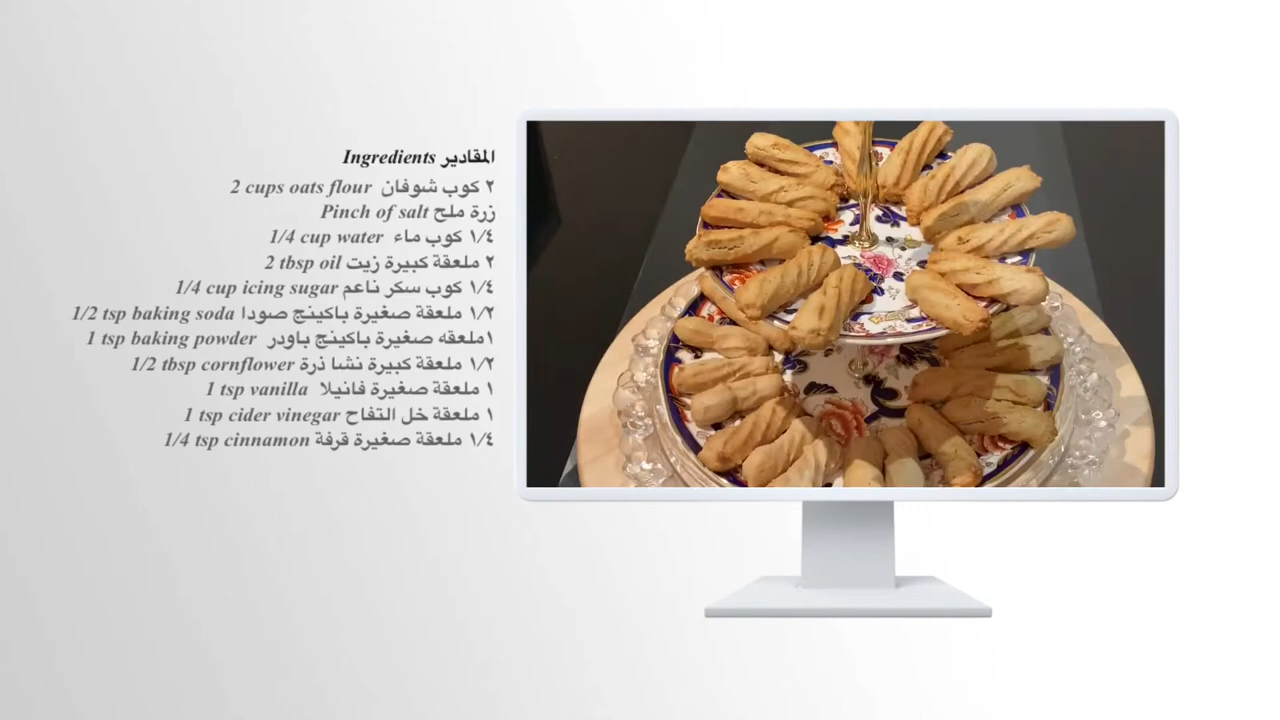 المقادير Ingredients
٢ كوب شوفان 2 cups oats flour
زرة ملح Pinch of salt
١/٤ كوب ماء 1/4 cup water
٢ ملعقة كبيرة زيت 2 tbsp oil
١/٤ كوب سكر ناعم 1/4 cup icing sugar
١/٢ ملعقة صغيرة باكينج صودا 1/2 tsp baking soda
١ملعقه صغيرة باكينج باودر 1 tsp baking powder
١/٢ ملعقة كبيرة نشا ذرة 1/2 tbsp cornflower
١ ملعقة صغيرة فانيلا 1 tsp vanilla
١ ملعقة خل التفاح 1 tsp cider vinegar
١/٤ ملعقة صغيرة قرفة 1/4 tsp cinnamon